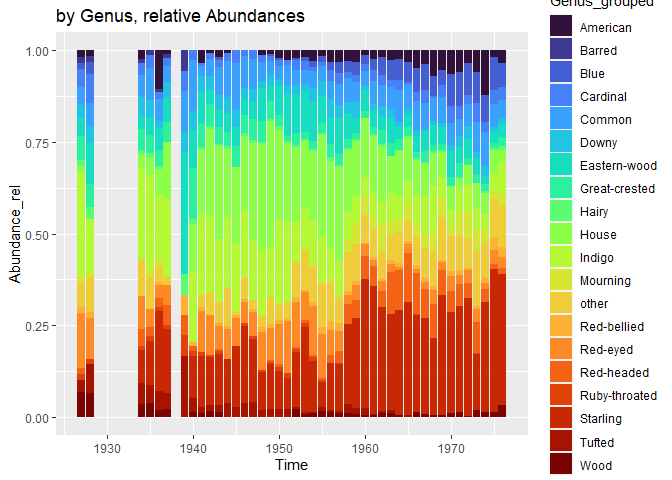 by Genus, relative Abundances
Genus_grouped
American
Barred
Blue
Cardinal
Common
Downy
Eastern-wood
Great-crested
Hairy
House
Indigo
Mourning
other
Red-bellied
Red-eyed
Red-headed
Ruby-throated
Starling
Tufted
Wood
Abundance_rel
1.00
0.75
0.50
0.25
0.00
1930
1940
1950
1960
1970
Time